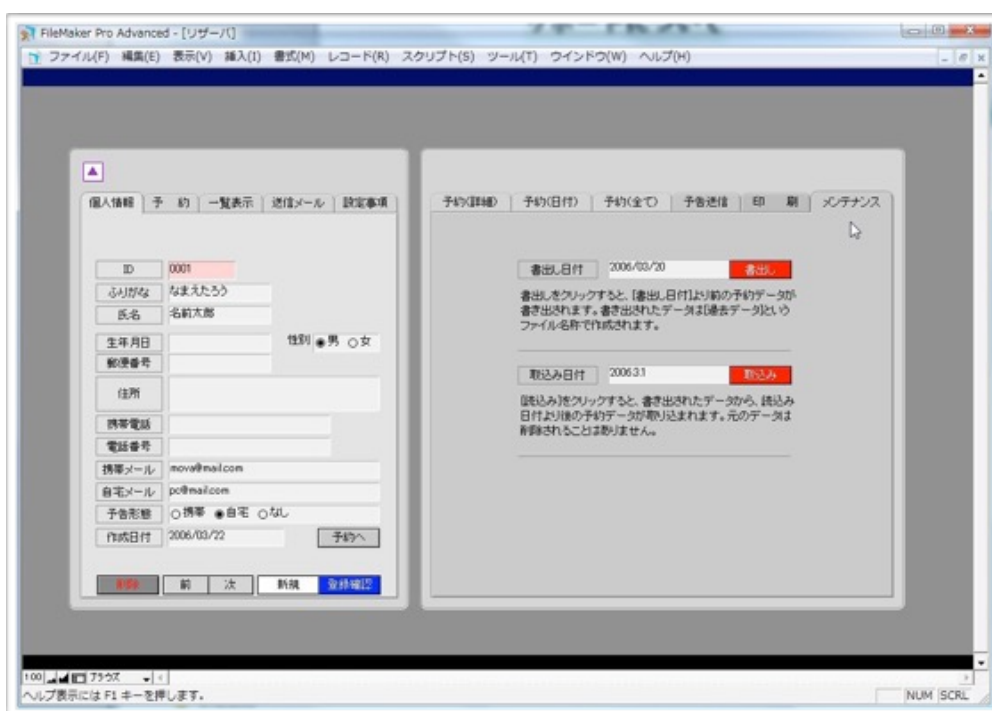 FileMaker Pro Advanced - [リザーバ]
ファイル(F) 編集(E) 表示(V) 挿入(I) 書式(M) レコード(R) スクリプト(S) ツール(T) ウインドウ(W) ヘルプ(H)
個人情報 予 約 一覧表示 送信メール 設定事項
ID 0001
ふりがな なまえたろう
氏名 名前太郎
生年月日 性別 男 女
郵便番号
住所
携帯電話
電話番号
携帯メール mova@mail.com
自宅メール pc@mail.com
予告形態 携帯 自宅 なし
作成日付 2006/03/22 予約へ
削除 前 次 新規 登録確認
予約(詳細) 予約(日付) 予約(全て) 予告送信 印 刷 メンテナンス
書出し日付 2006/03/20 書出し
書出しをクリックすると、[書出し日付]より前の予約データが
書き出されます。書き出されたデータは[過去データ]という
ファイル名称で作成されます。
取込み日付 2006.3.1 取込み
[読込み]をクリックすると、書き出されたデータから、読込み
日付より後の予約データが取り込まれます。元のデータは
削除されることはありません。
100 ブラウズ
ヘルプ表示には F1 キーを押します。
NUM SCRL